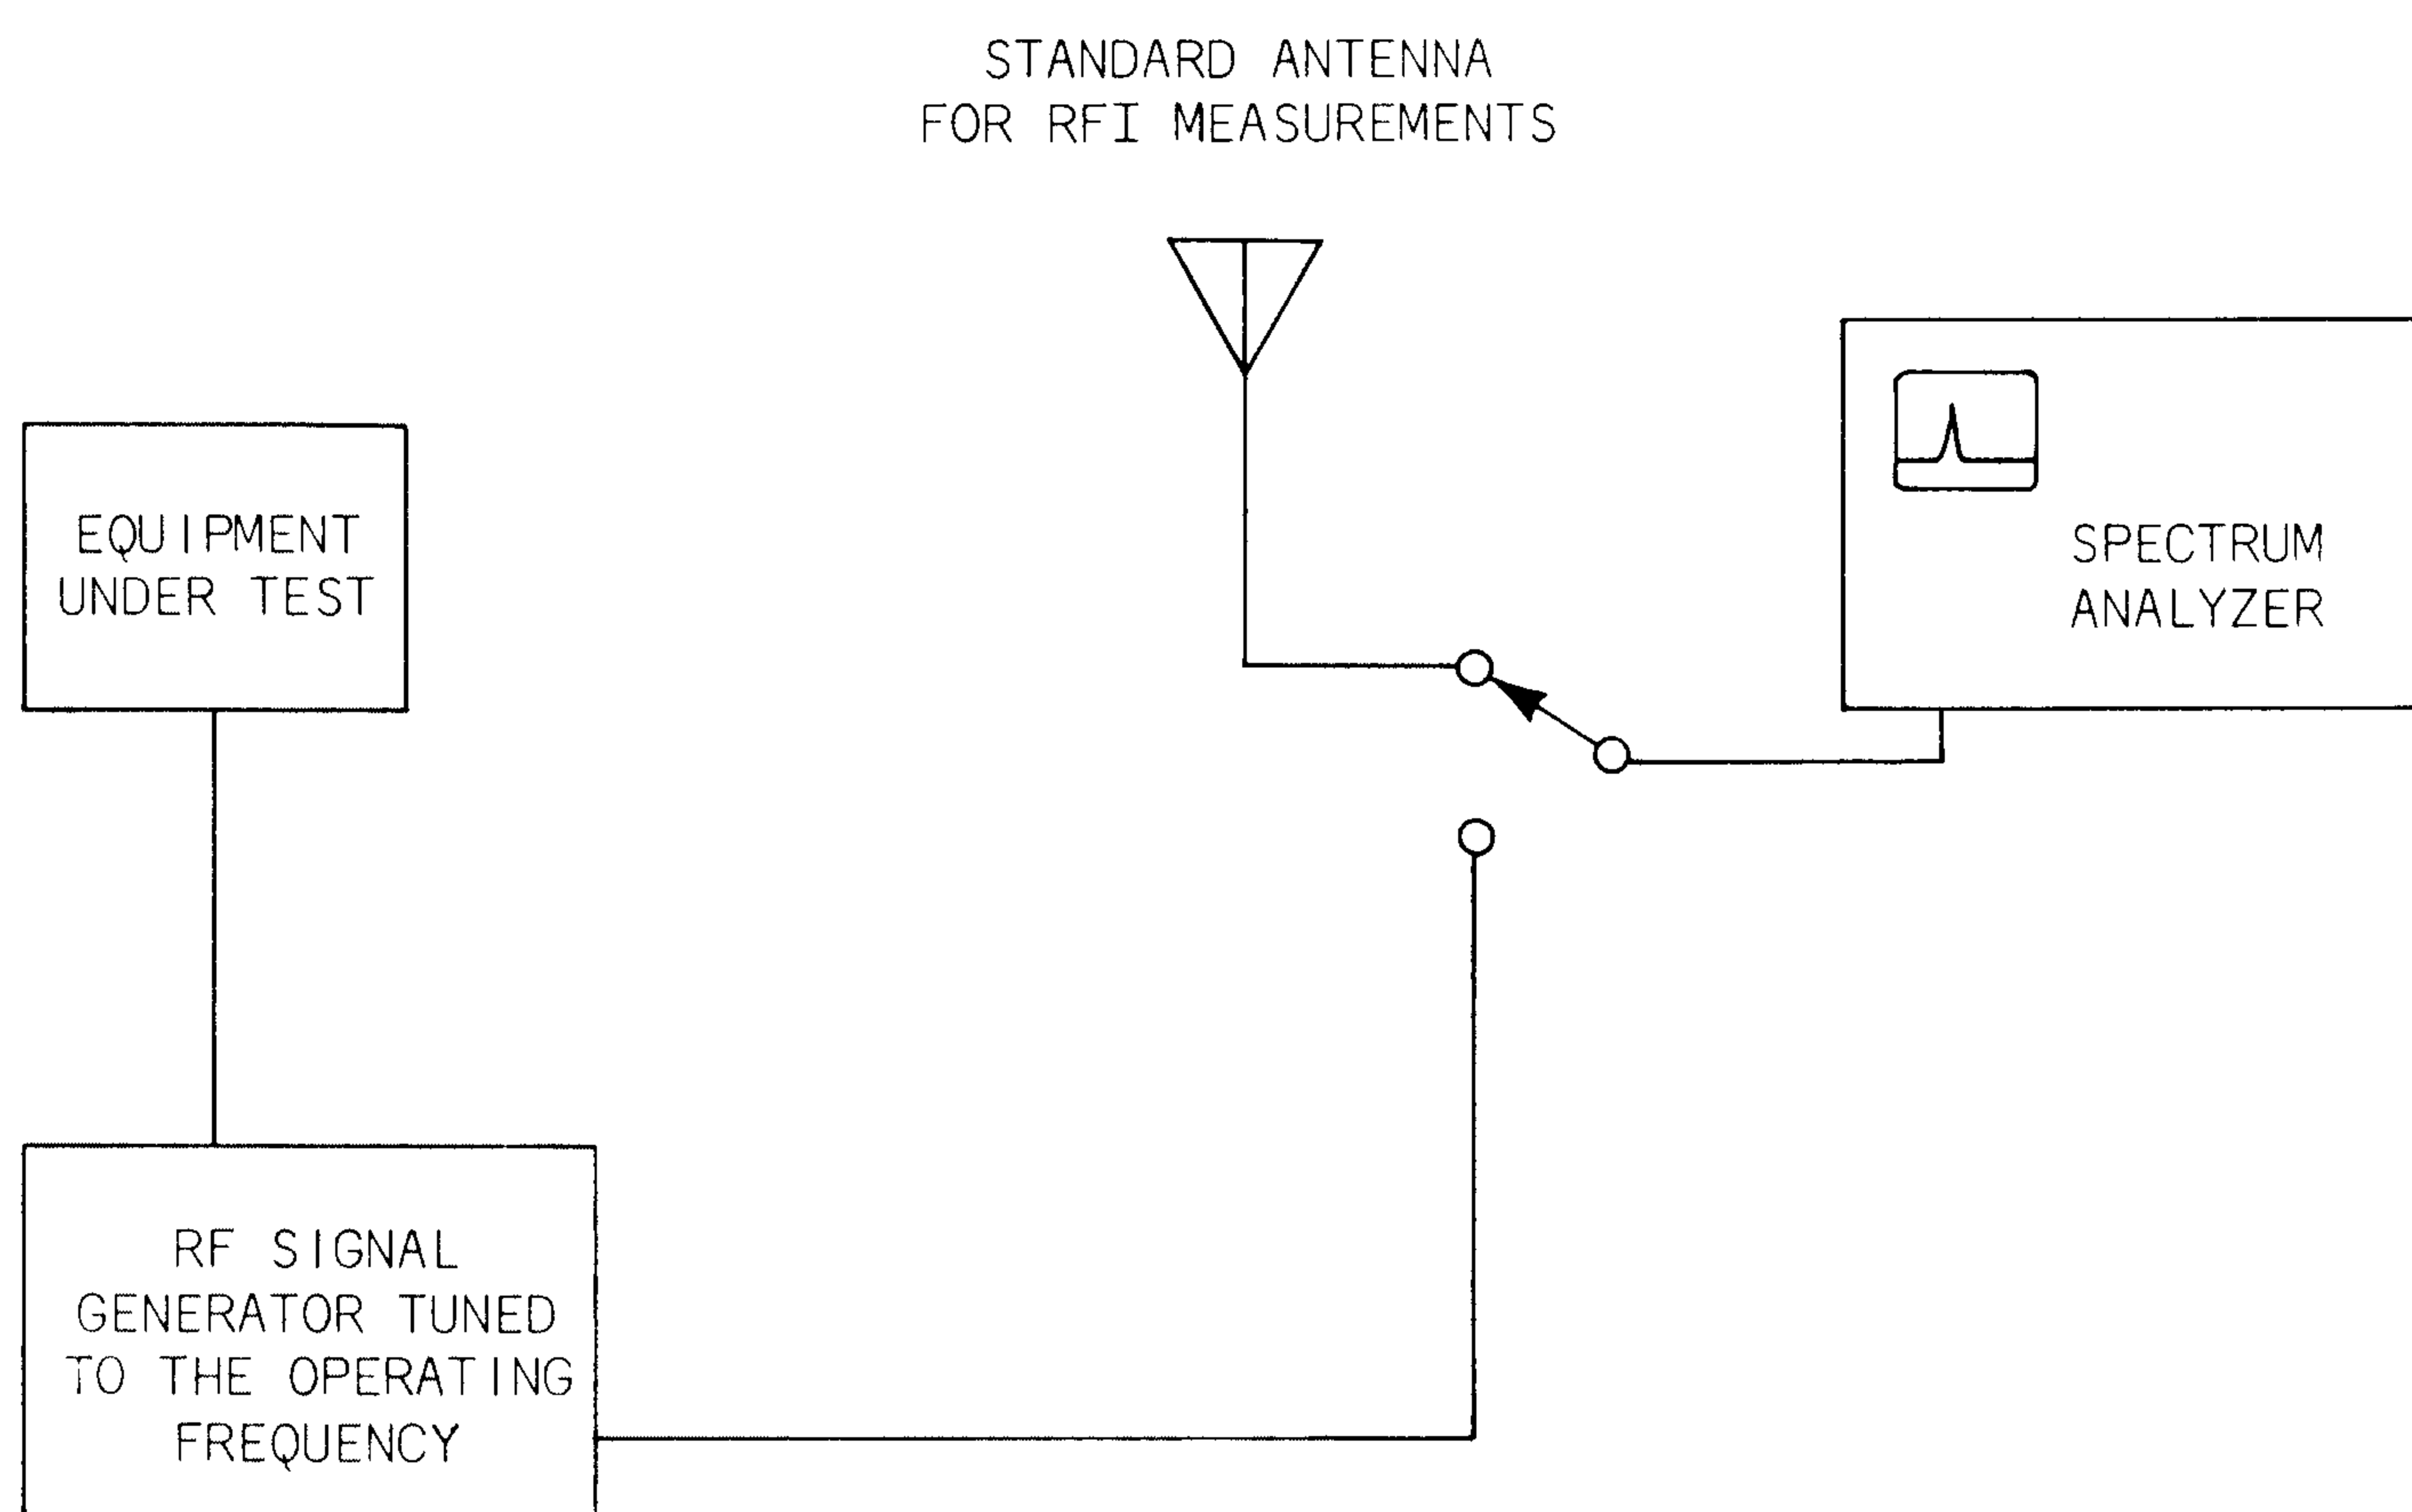 STANDARD ANTENNA
FOR RFI MEASUREMENTS
EQUIPMENT
UNDER TEST
SPECTRUM
ANALYZER
RF SIGNAL
GENERATOR TUNED
TO THE OPERATING
FREQUENCY